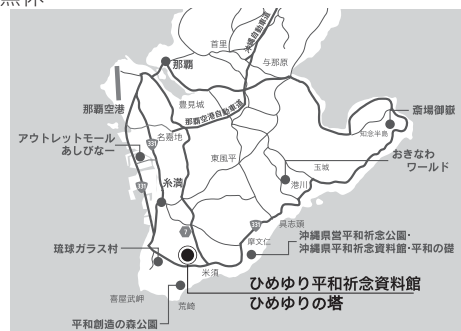 無休
首里
沖縄自動車道
那覇
与那原
那覇空港
豊見城
那覇空港自動車道
斎場御嶽
知念半島
アウトレットモール
あしびなー
331
名嘉地
東風平
玉城
おきなわ
ワールド
331
糸満
港川
7
331
具志頭
琉球ガラス村
摩文仁
沖縄県営平和祈念公園・
沖縄県平和祈念資料館・平和の礎
米須
ひめゆり平和祈念資料館
ひめゆりの塔
喜屋武岬
荒崎
平和創造の森公園